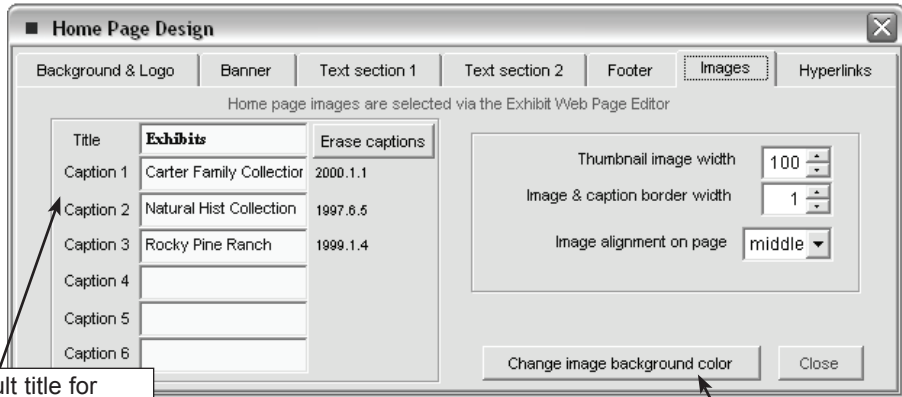 Home Page Design
Background & Logo Banner Text section 1 Text section 2 Footer Images Hyperlinks
Home page images are selected via the Exhibit Web Page Editor
Title Exhibits Erase captions
Caption 1 Carter Family Collection 2000.1.1
Caption 2 Natural Hist Collection 1997.6.5
Caption 3 Rocky Pine Ranch 1999.1.4
Caption 4
Caption 5
Caption 6
Thumbnail image width 100
Image & caption border width 1
Image alignment on page middle
Change image background color Close
title for